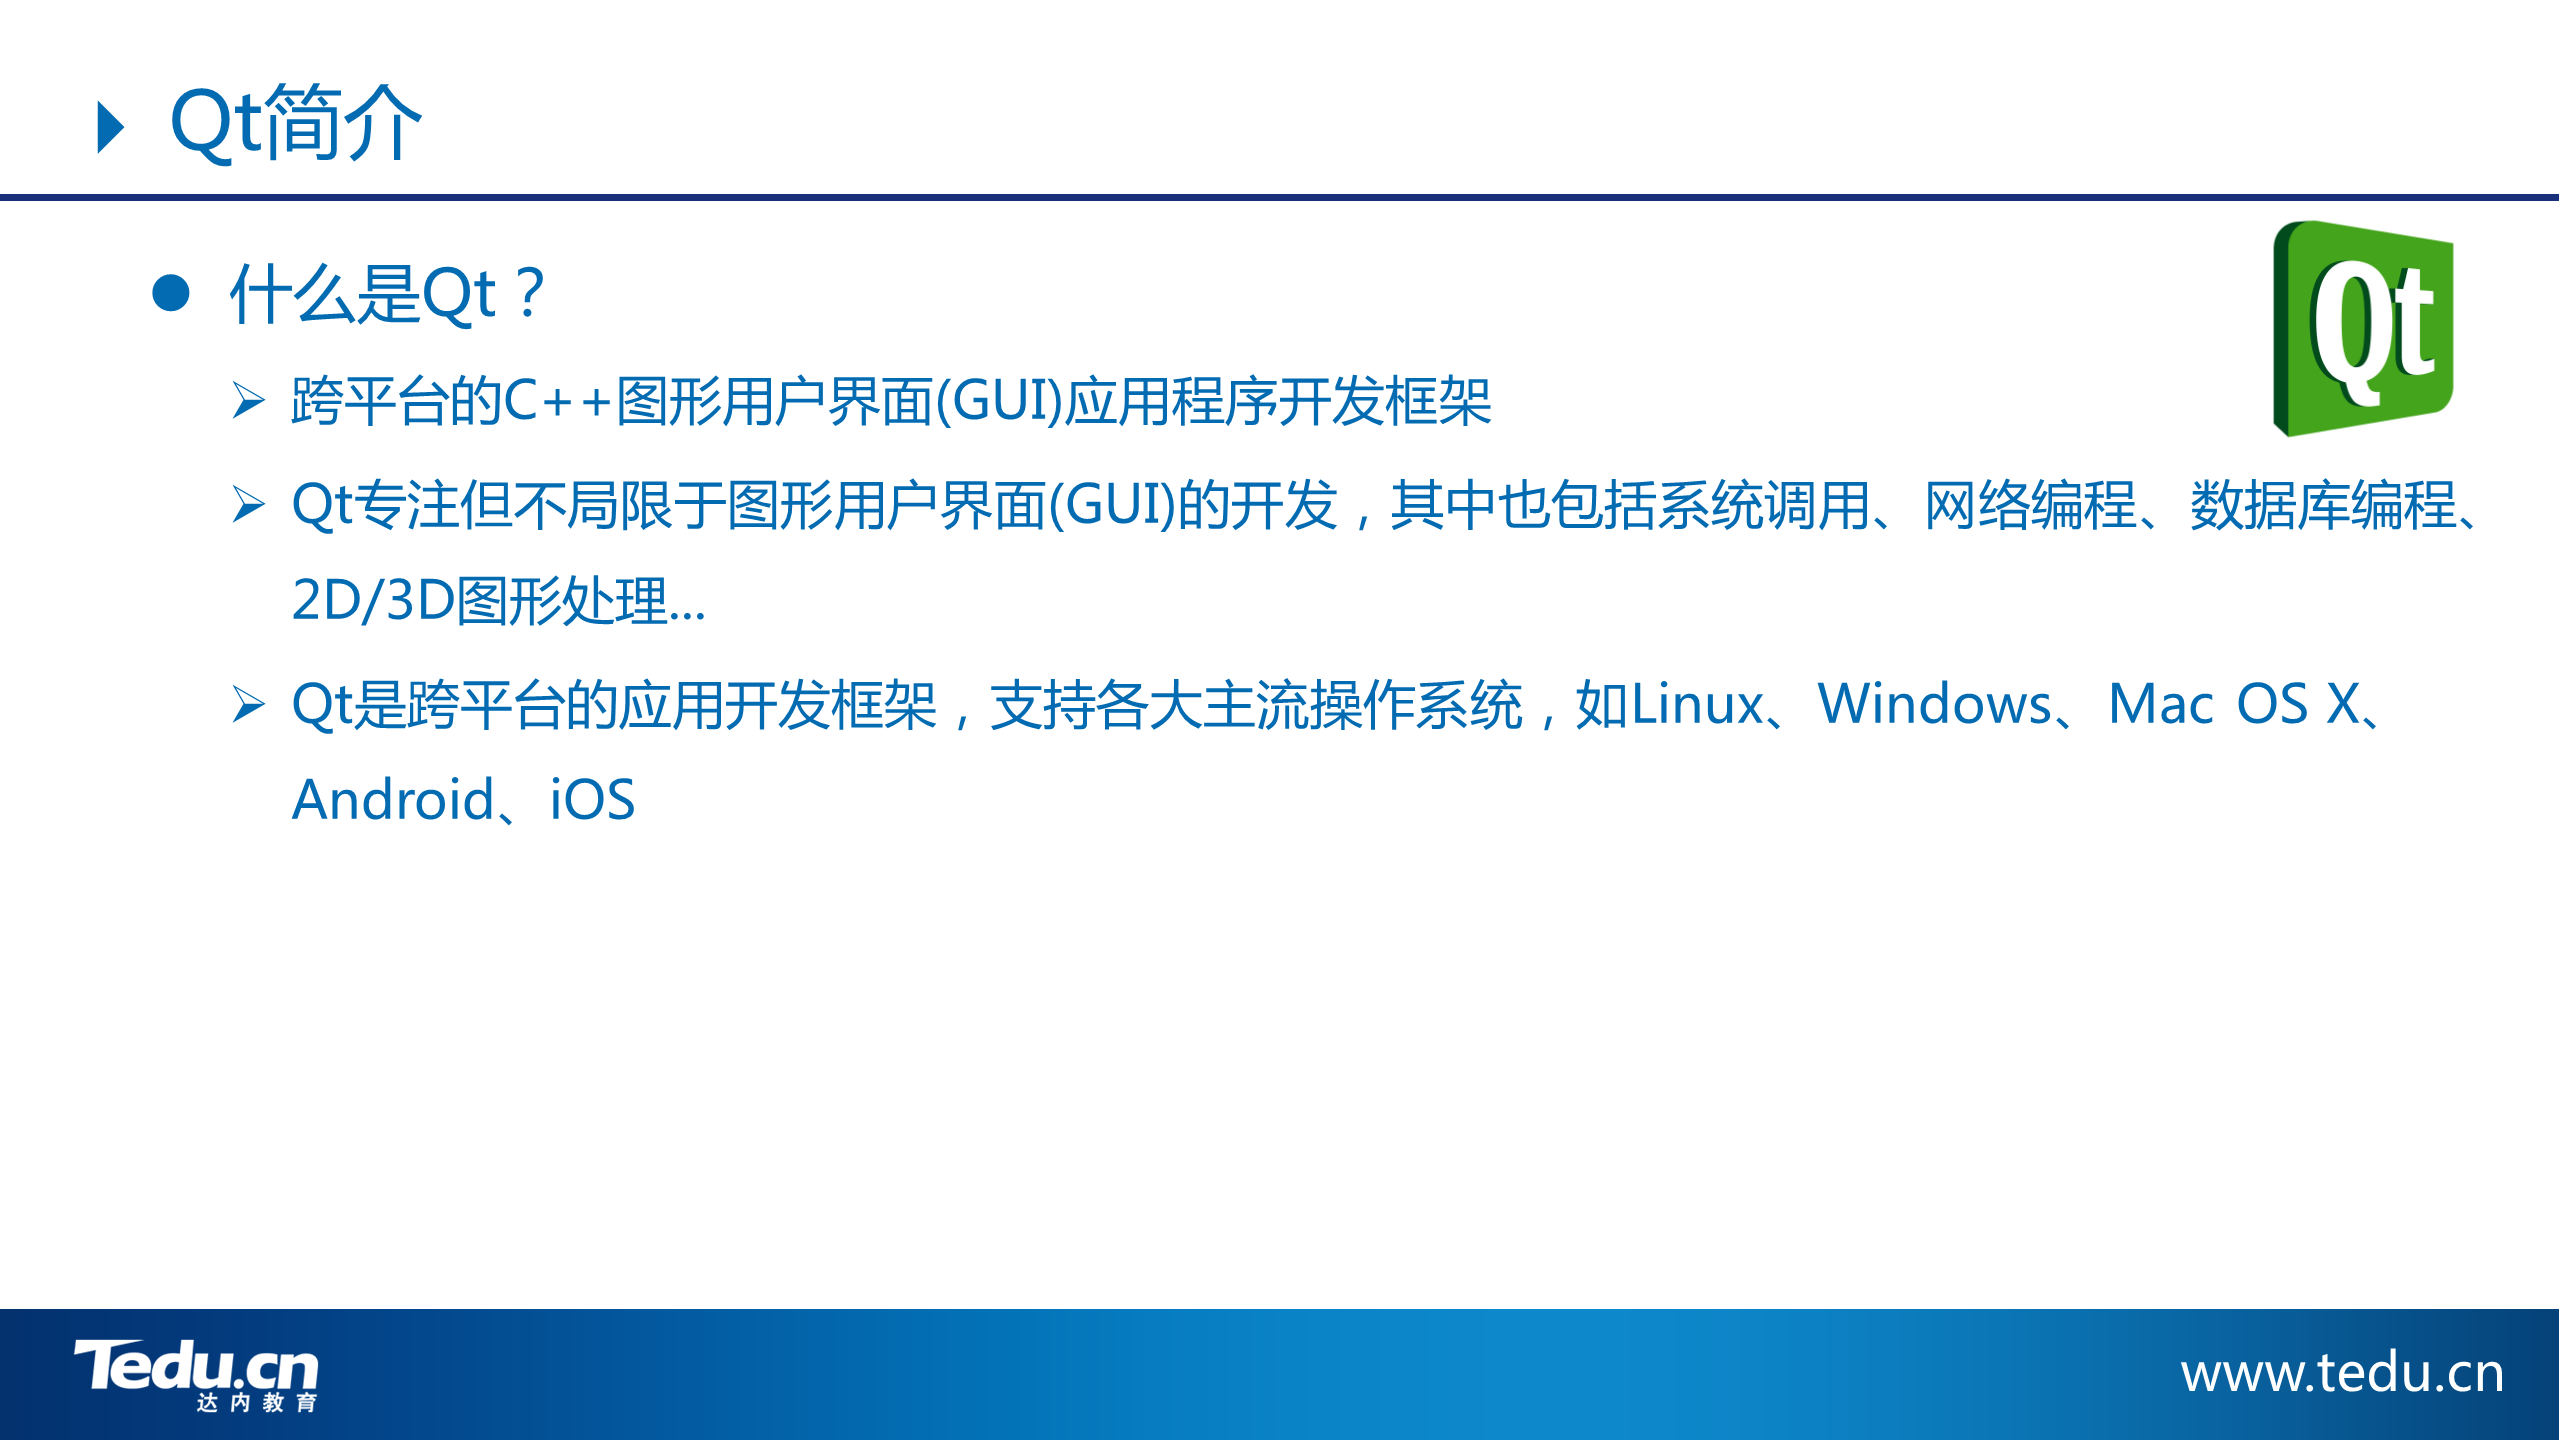 Qt简介
什么是Qt？
跨平台的C++图形用户界面(GUI)应用程序开发框架
Qt专注但不局限于图形用户界面(GUI)的开发，其中也包括系统调用、网络编程、数据库编程、
2D/3D图形处理...
Qt是跨平台的应用开发框架，支持各大主流操作系统，如Linux、Windows、Mac OS X、
Android、iOS
Qt
Tedu.cn
达内教育
www.tedu.cn